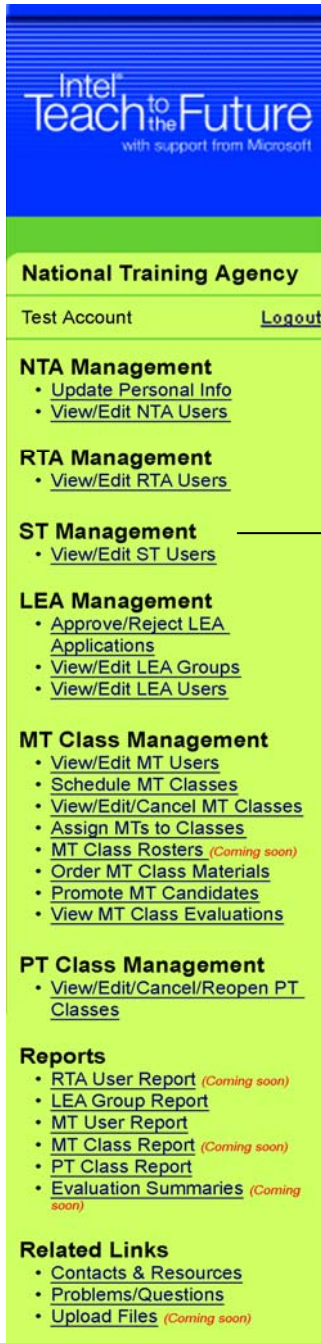 Intel®
Teach to the Future
with support from Microsoft
National Training Agency
Test Account Logout
NTA Management
• Update Personal Info
• View/Edit NTA Users
RTA Management
• View/Edit RTA Users
ST Management
• View/Edit ST Users
LEA Management
• Approve/Reject LEA
Applications
• View/Edit LEA Groups
• View/Edit LEA Users
MT Class Management
• View/Edit MT Users
• Schedule MT Classes
• View/Edit/Cancel MT Classes
• Assign MTs to Classes
• MT Class Rosters (Coming soon)
• Order MT Class Materials
• Promote MT Candidates
• View MT Class Evaluations
PT Class Management
• View/Edit/Cancel/Reopen PT
Classes
Reports
• RTA User Report (Coming soon)
• LEA Group Report
• MT User Report
• MT Class Report (Coming soon)
• PT Class Report
• Evaluation Summaries (Coming
soon)
Related Links
• Contacts & Resources
• Problems/Questions
• Upload Files (Coming soon)